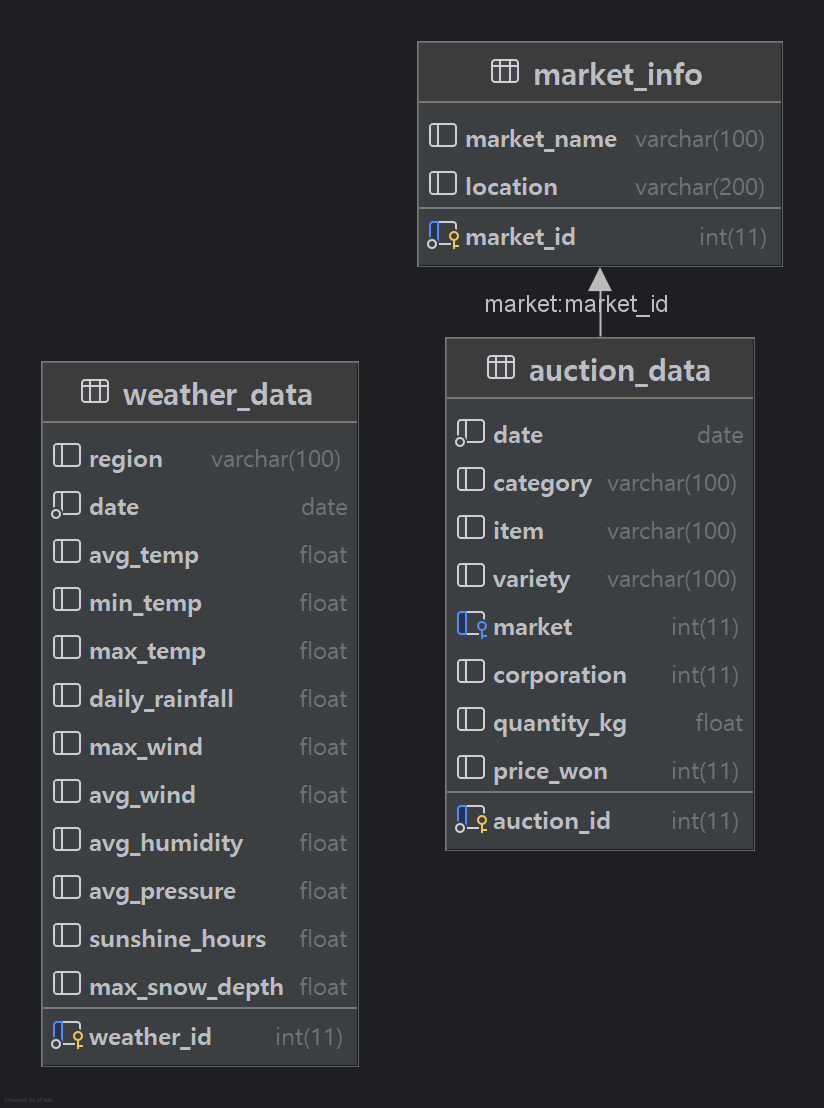 market_info
market_name varchar(100)
location varchar(200)
market_id int(11)
market:market_id
auction_data
date date
category varchar(100)
item varchar(100)
variety varchar(100)
market int(11)
corporation int(11)
quantity_kg float
price_won int(11)
auction_id int(11)
weather_data
region varchar(100)
date date
avg_temp float
min_temp float
max_temp float
daily_rainfall float
max_wind float
avg_wind float
avg_humidity float
avg_pressure float
sunshine_hours float
max_snow_depth float
weather_id int(11)
Powered by yFiles